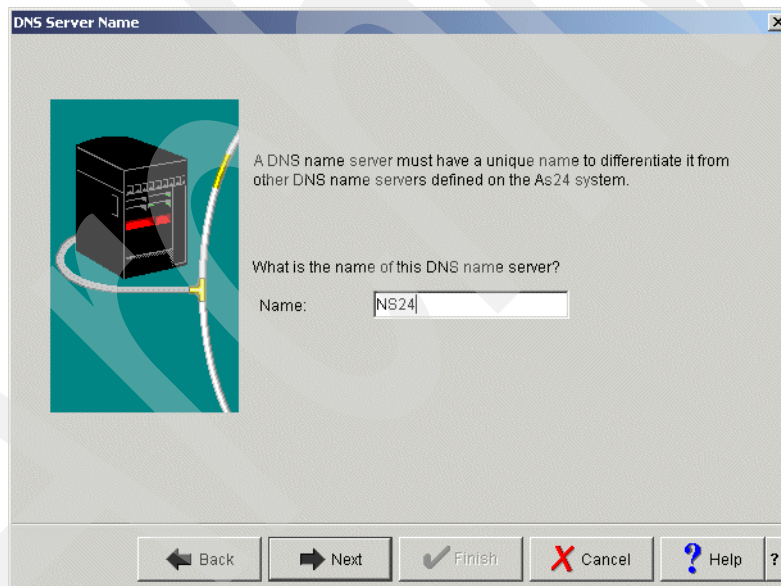 DNS Server Name
A DNS name server must have a unique name to differentiate it from
other DNS name servers defined on the As24 system.
What is the name of this DNS name server?
Name: NS24
Back Next Finish Cancel ? Help ?